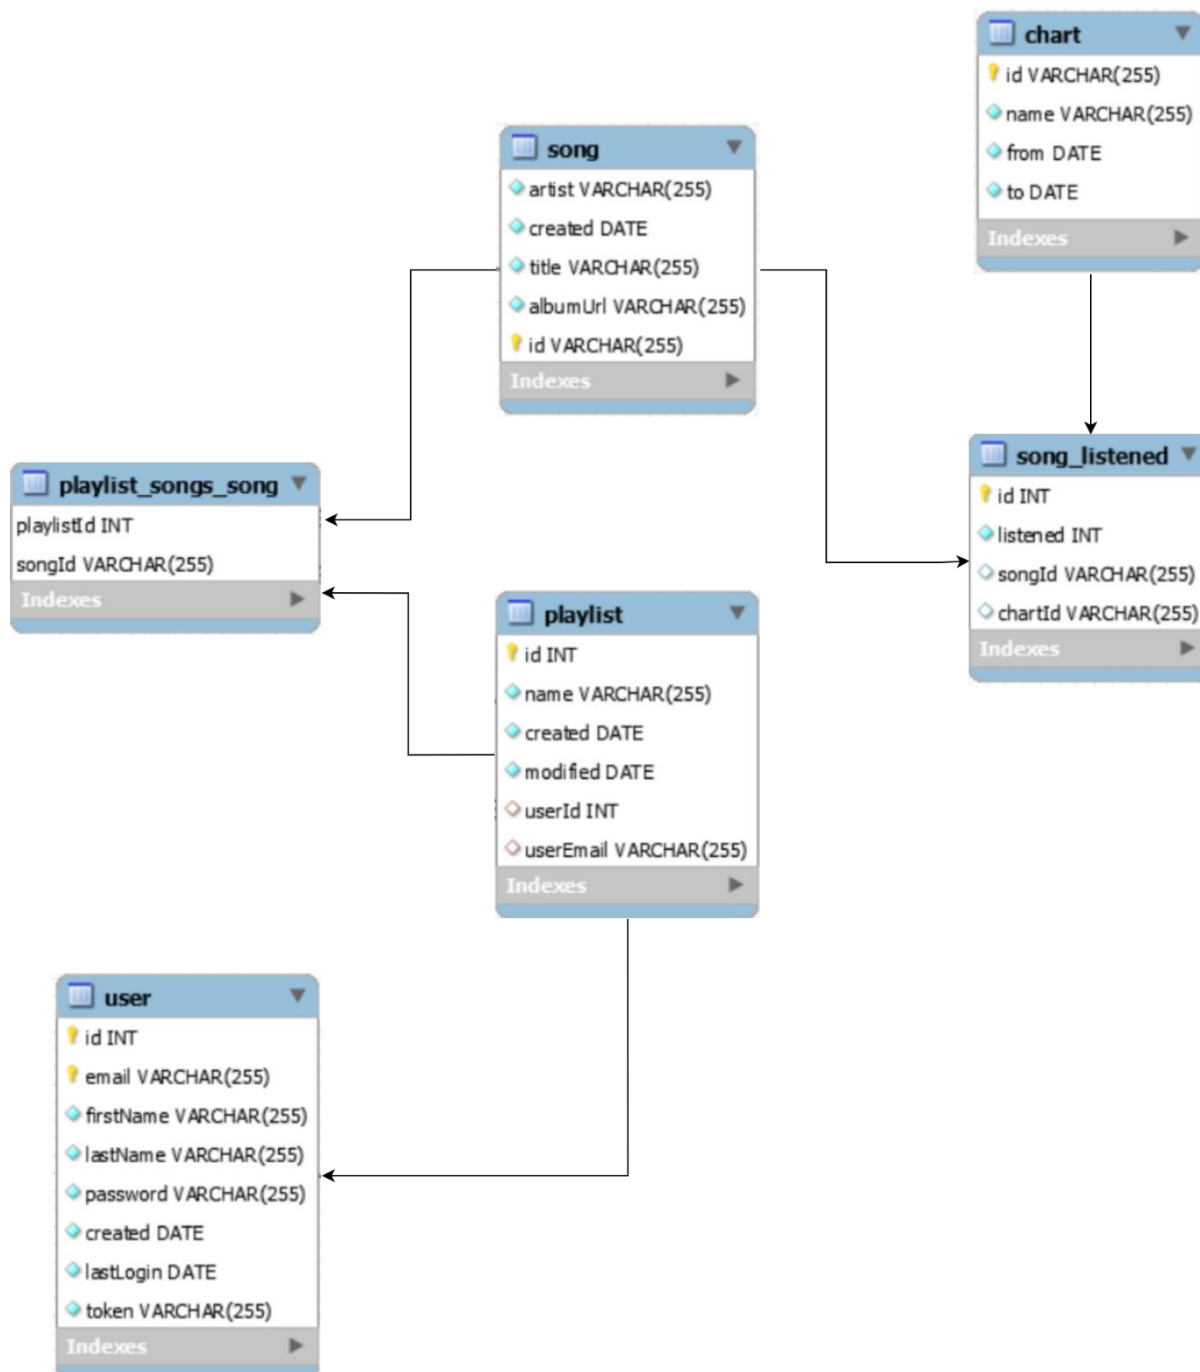 chart
id VARCHAR(255)
name VARCHAR(255)
from DATE
to DATE
Indexes
song
artist VARCHAR(255)
created DATE
title VARCHAR(255)
albumUrl VARCHAR(255)
id VARCHAR(255)
Indexes
song_listened
id INT
listened INT
songId VARCHAR(255)
chartId VARCHAR(255)
Indexes
playlist_songs_song
playlistId INT
songId VARCHAR(255)
Indexes
playlist
id INT
name VARCHAR(255)
created DATE
modified DATE
userId INT
userEmail VARCHAR(255)
Indexes
user
id INT
email VARCHAR(255)
firstName VARCHAR(255)
lastName VARCHAR(255)
password VARCHAR(255)
created DATE
lastLogin DATE
token VARCHAR(255)
Indexes